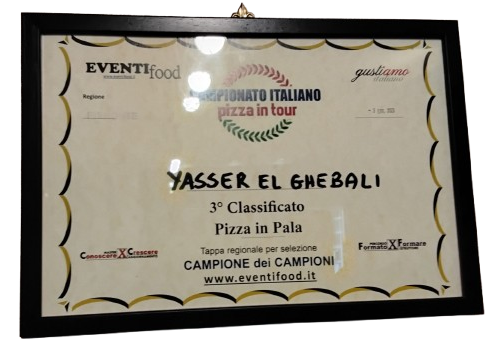 EVENTIfood
gustiamo
Regione
CAMPIONATO ITALIANO
pizza in tour
YASSER EL GHEBALI
3° Classificato
Pizza in Pala
Tappa regionale per selezione
CAMPIONE dei CAMPIONI
www.eventifood.it
Conoscere X Crescere
Formato X Formare